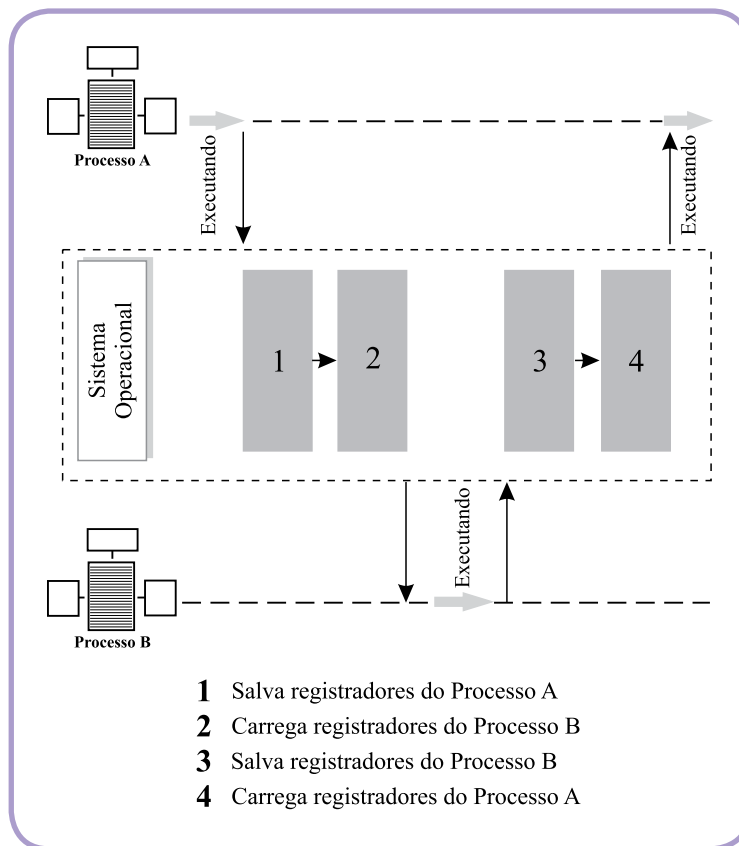 Processo A
Executando
Executando
Sistema
Operacional
1
2
3
4
Executando
Processo B
1 Salva registradores do Processo A
2 Carrega registradores do Processo B
3 Salva registradores do Processo B
4 Carrega registradores do Processo A